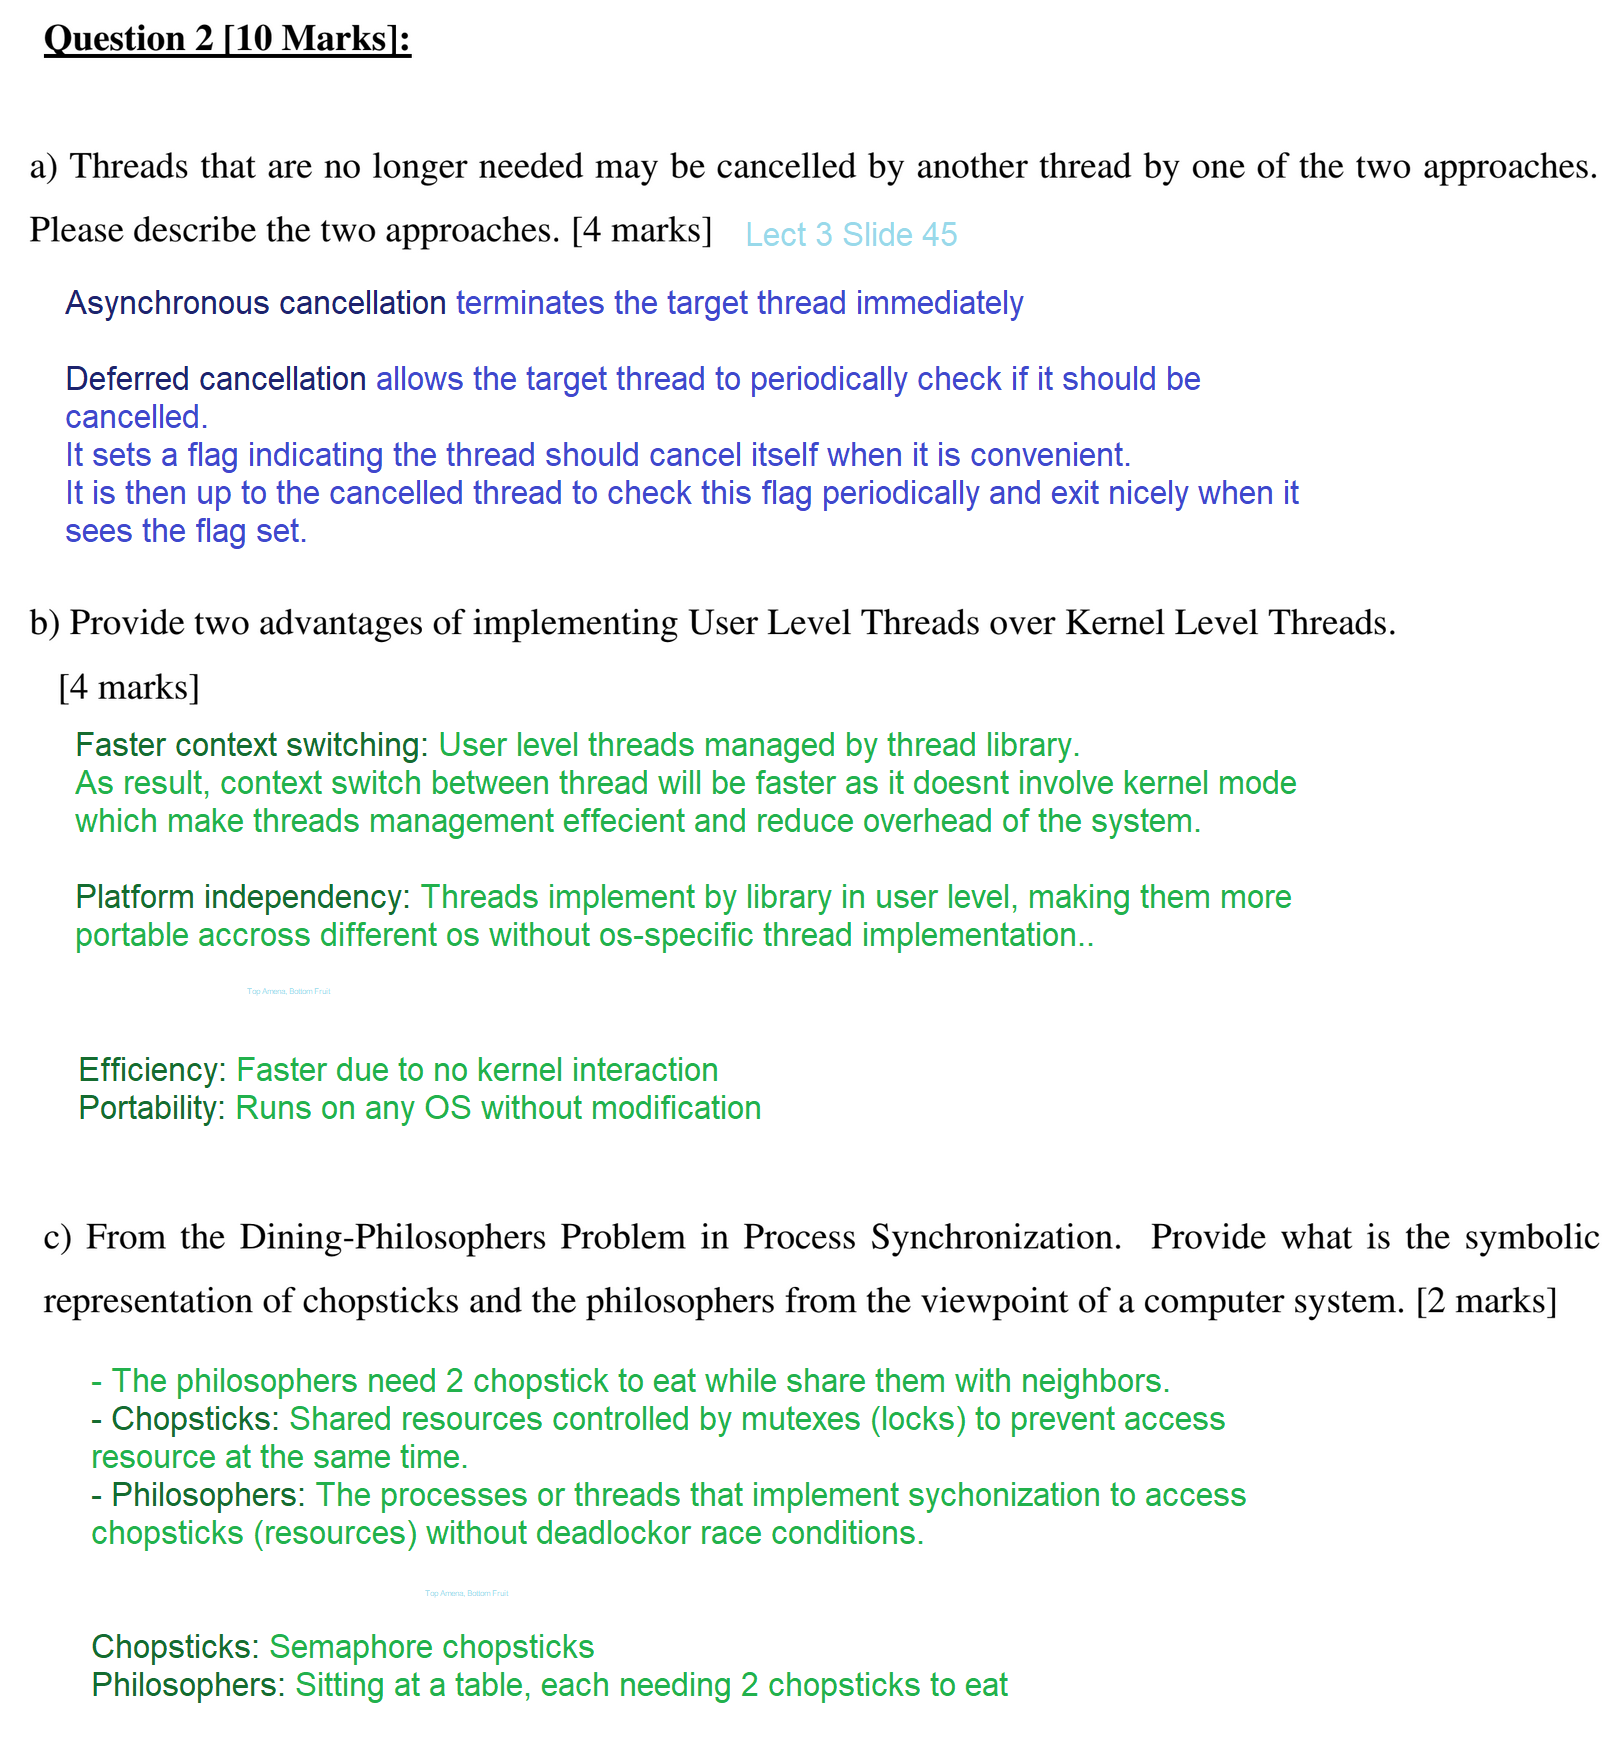 Question 2 [10 Marks]:
a) Threads that are no longer needed may be cancelled by another thread by one of the two approaches.
Please describe the two approaches. [4 marks] Lect 3 Slide 45
Asynchronous cancellation terminates the target thread immediately
Deferred cancellation allows the target thread to periodically check if it should be
cancelled.
It sets a flag indicating the thread should cancel itself when it is convenient.
It is then up to the cancelled thread to check this flag periodically and exit nicely when it
sees the flag set.
b) Provide two advantages of implementing User Level Threads over Kernel Level Threads.
[4 marks]
Faster context switching: User level threads managed by thread library.
As result, context switch between thread will be faster as it doesnt involve kernel mode
which make threads management effecient and reduce overhead of the system.
Platform independency: Threads implement by library in user level, making them more
portable accross different os without os-specific thread implementation..
Top Ameria, Bottom Fruit
Efficiency: Faster due to no kernel interaction
Portability: Runs on any OS without modification
c) From the Dining-Philosophers Problem in Process Synchronization. Provide what is the symbolic
representation of chopsticks and the philosophers from the viewpoint of a computer system. [2 marks]
- The philosophers need 2 chopstick to eat while share them with neighbors.
- Chopsticks: Shared resources controlled by mutexes (locks) to prevent access
resource at the same time.
- Philosophers: The processes or threads that implement sychonization to access
chopsticks (resources) without deadlockor race conditions.
Top Ameria, Bottom Fruit
Chopsticks: Semaphore chopsticks
Philosophers: Sitting at a table, each needing 2 chopsticks to eat